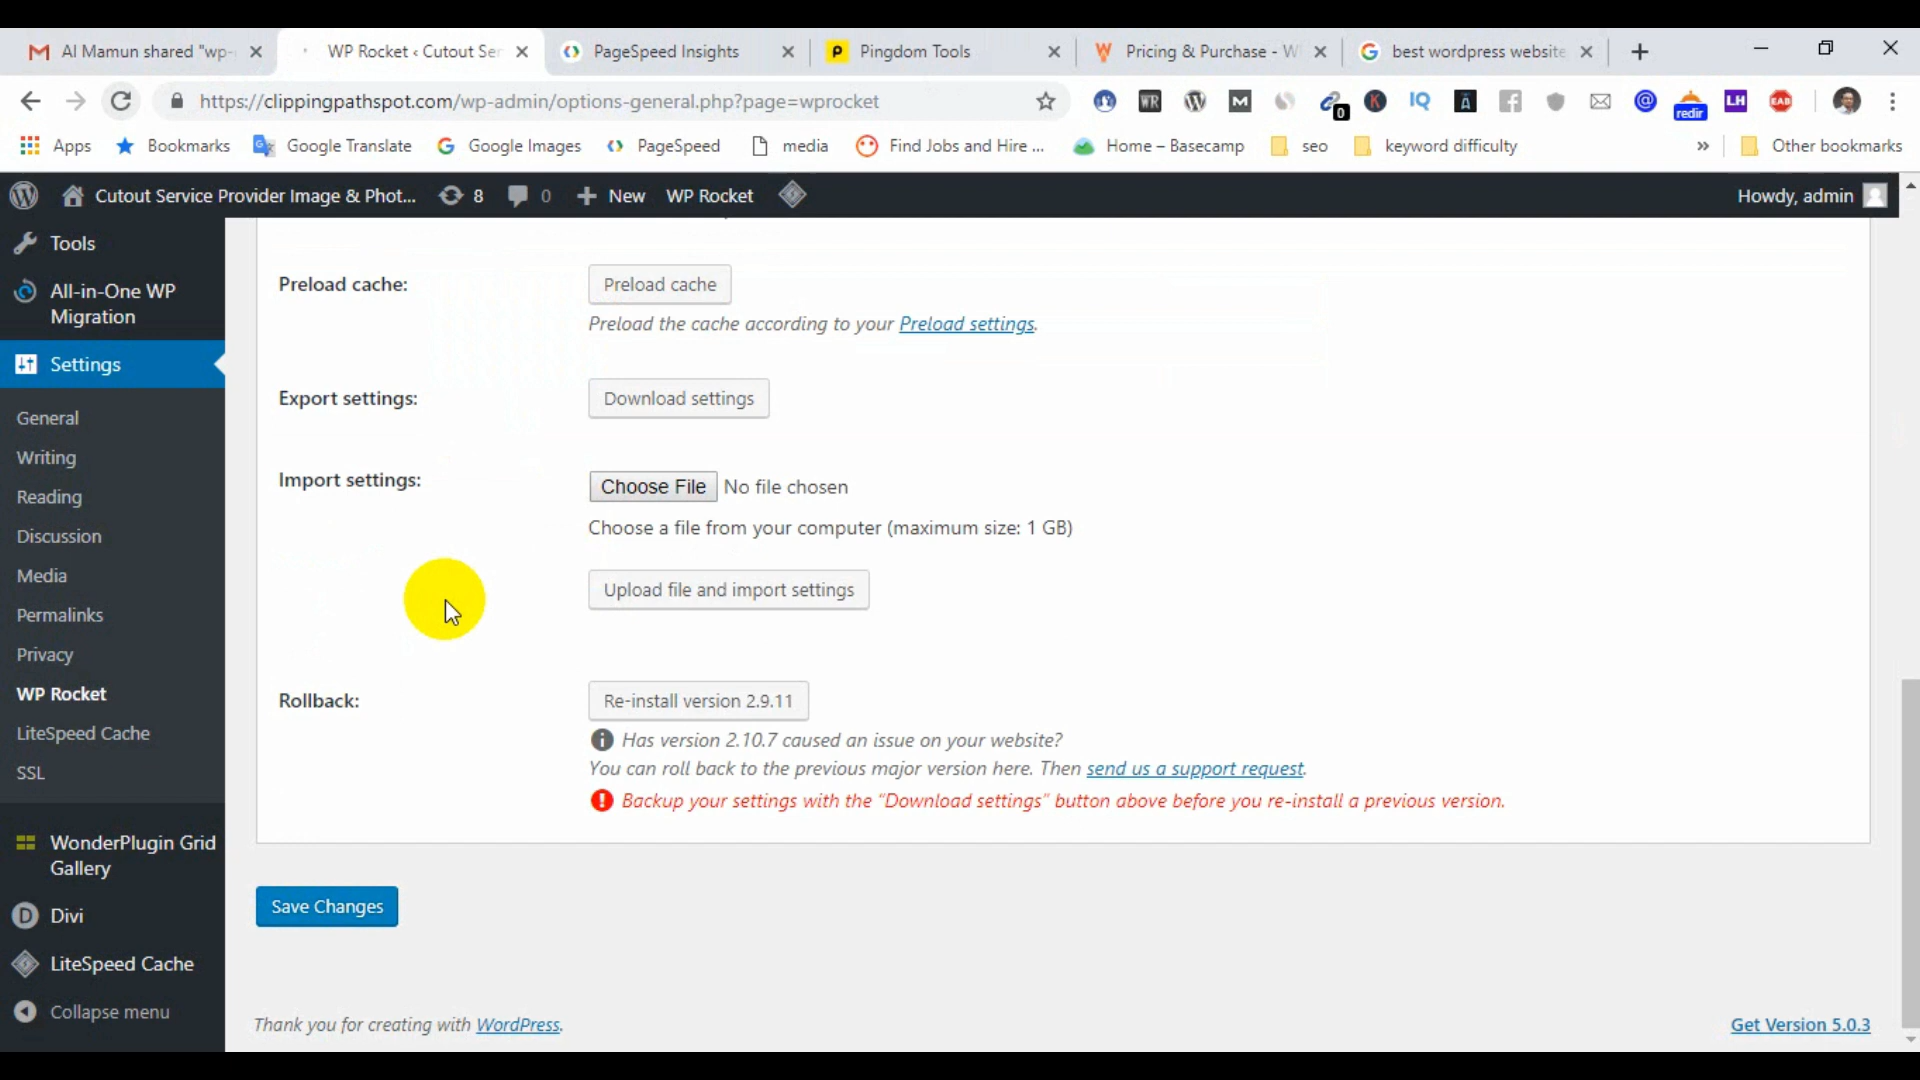 Al Mamun shared "wp-
WP Rocket ‹ Cutout Ser
PageSpeed Insights
Pingdom Tools
Pricing & Purchase - W
best wordpress website
https://clippingpathspot.com/wp-admin/options-general.php?page=wprocket
WR
M
0
K
IQ
redir
LH
EAB
Apps
Bookmarks
Google Translate
Google Images
PageSpeed
media
Find Jobs and Hire ...
Home – Basecamp
seo
keyword difficulty
»
Other bookmarks
Cutout Service Provider Image & Phot...
8
0
New
WP Rocket
Howdy, admin
Tools
All-in-One WP
Migration
Settings
General
Writing
Reading
Discussion
Media
Permalinks
Privacy
WP Rocket
LiteSpeed Cache
SSL
WonderPlugin Grid
Gallery
Divi
LiteSpeed Cache
Collapse menu
Preload cache:
Preload cache
Preload the cache according to your Preload settings.
Export settings:
Download settings
Import settings:
Choose File No file chosen
Choose a file from your computer (maximum size: 1 GB)
Upload file and import settings
Rollback:
Re-install version 2.9.11
Has version 2.10.7 caused an issue on your website?
You can roll back to the previous major version here. Then send us a support request.
Backup your settings with the “Download settings” button above before you re-install a previous version.
Save Changes
Thank you for creating with WordPress.
Get Version 5.0.3